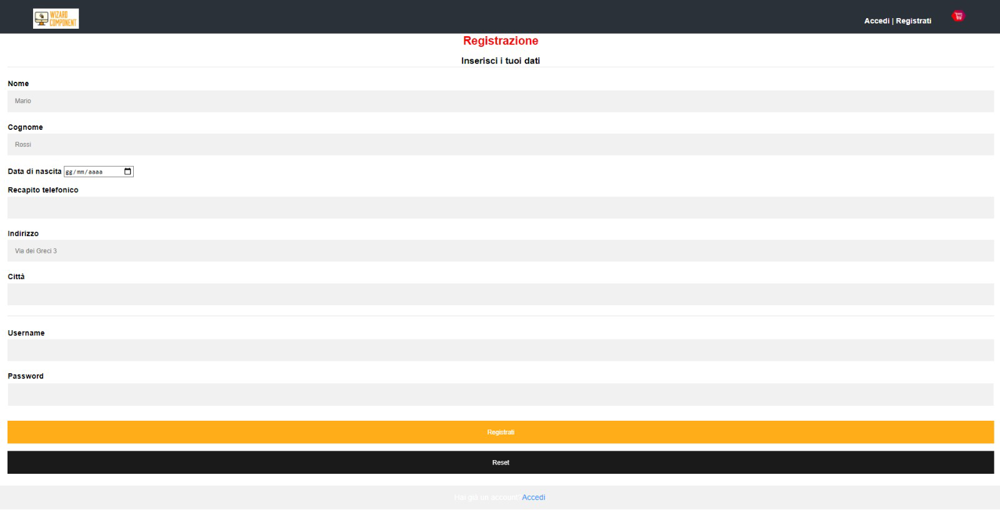 WIZARD
COMPONENT
Accedi | Registrati
Registrazione
Inserisci i tuoi dati
Nome
Mario
Cognome
Rossi
Data di nascita gg/mm/aaaa
Recapito telefonico
Indirizzo
Via dei Greci 3
Città
Username
Password
Registrati
Reset
Hai già un account? Accedi